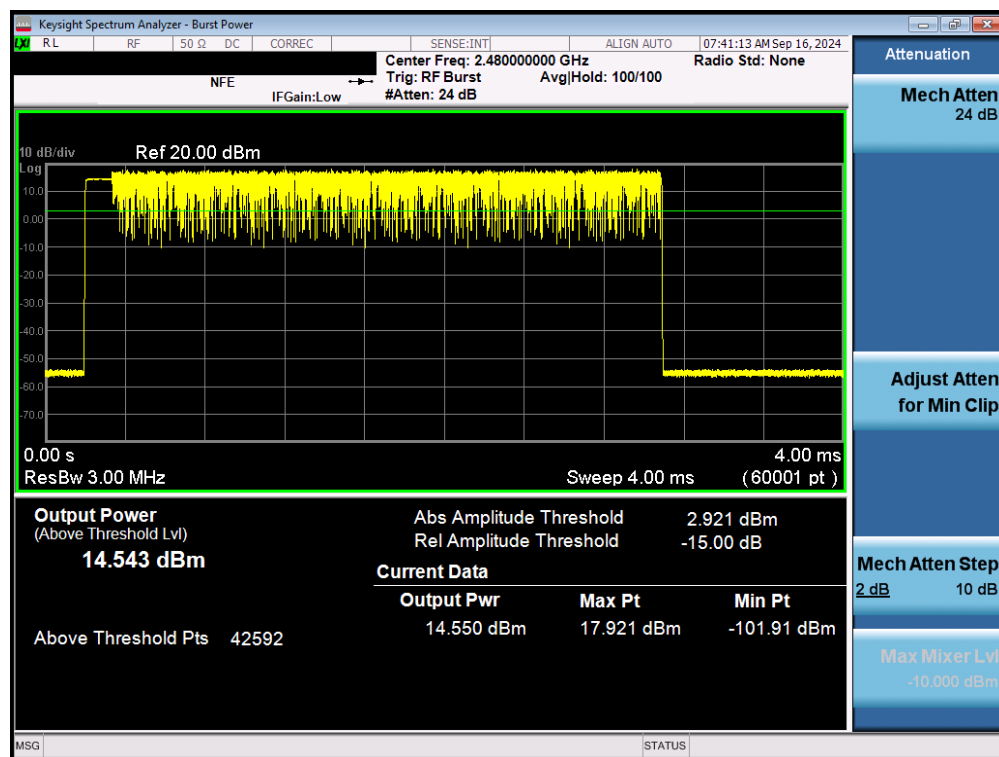 Keysight Spectrum Analyzer - Burst Power
LXI RL RF 50 Ω DC CORREC SENSE:INT ALIGN AUTO 07:41:13 AM Sep 16, 2024
Center Freq: 2.480000000 GHz Radio Std: None
NFE Trig: RF Burst Avg|Hold: 100/100
IFGain:Low #Atten: 24 dB
Attenuation
Mech Atten
24 dB
10 dB/div Ref 20.00 dBm
Log
10.0
0.00
-10.0
-20.0
-30.0
-40.0
-50.0
-60.0
-70.0
0.00 s 4.00 ms
ResBw 3.00 MHz Sweep 4.00 ms (60001 pt )
Adjust Atten
for Min Clip
Output Power
(Above Threshold Lvl)
14.543 dBm
Above Threshold Pts 42592
Abs Amplitude Threshold 2.921 dBm
Rel Amplitude Threshold -15.00 dB
Current Data
Output Pwr Max Pt Min Pt
14.550 dBm 17.921 dBm -101.91 dBm
Mech Atten Step
2 dB 10 dB
Max Mixer Lvl
-10.000 dBm
MSG STATUS